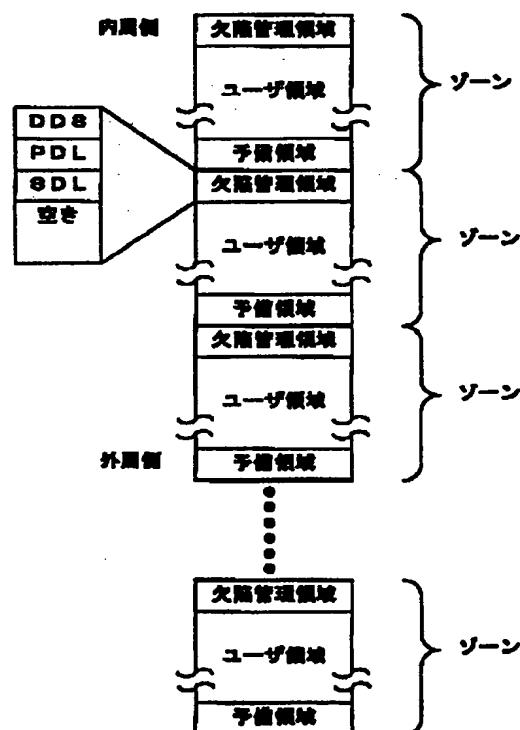 内周側
欠陥管理領域
ユーザ領域
ゾーン
予備領域
DDS
PDL
SDL
空き
欠陥管理領域
ユーザ領域
ゾーン
予備領域
欠陥管理領域
ユーザ領域
ゾーン
外周側
予備領域
欠陥管理領域
ユーザ領域
ゾーン
予備領域